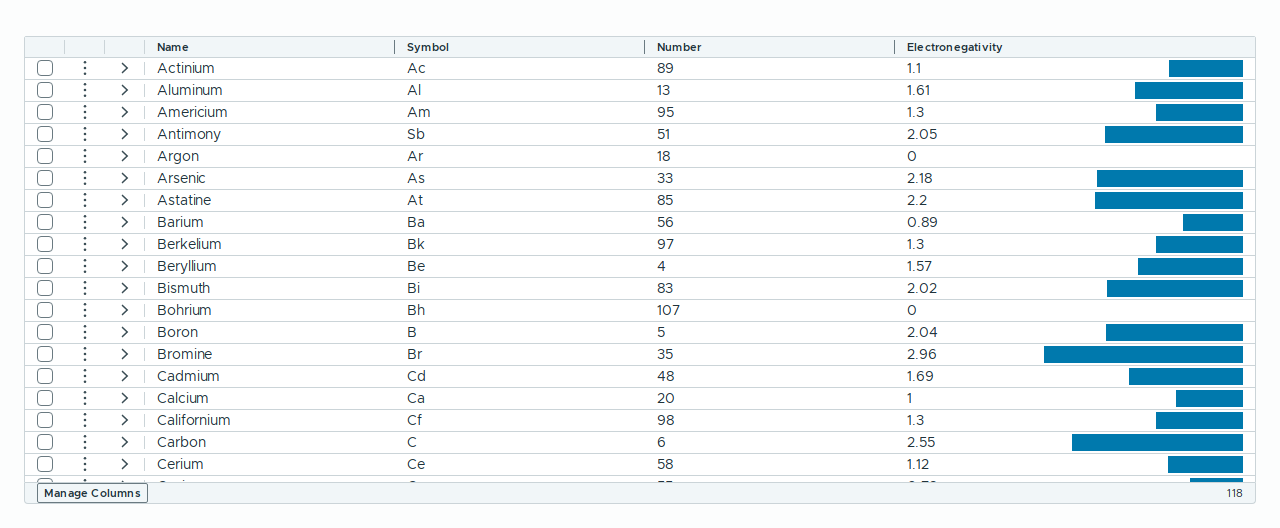 Name Symbol Number Electronegativity
Actinium Ac 89 1.1
Aluminum Al 13 1.61
Americium Am 95 1.3
Antimony Sb 51 2.05
Argon Ar 18 0
Arsenic As 33 2.18
Astatine At 85 2.2
Barium Ba 56 0.89
Berkelium Bk 97 1.3
Beryllium Be 4 1.57
Bismuth Bi 83 2.02
Bohrium Bh 107 0
Boron B 5 2.04
Bromine Br 35 2.96
Cadmium Cd 48 1.69
Calcium Ca 20 1
Californium Cf 98 1.3
Carbon C 6 2.55
Cerium Ce 58 1.12
Manage Columns 118